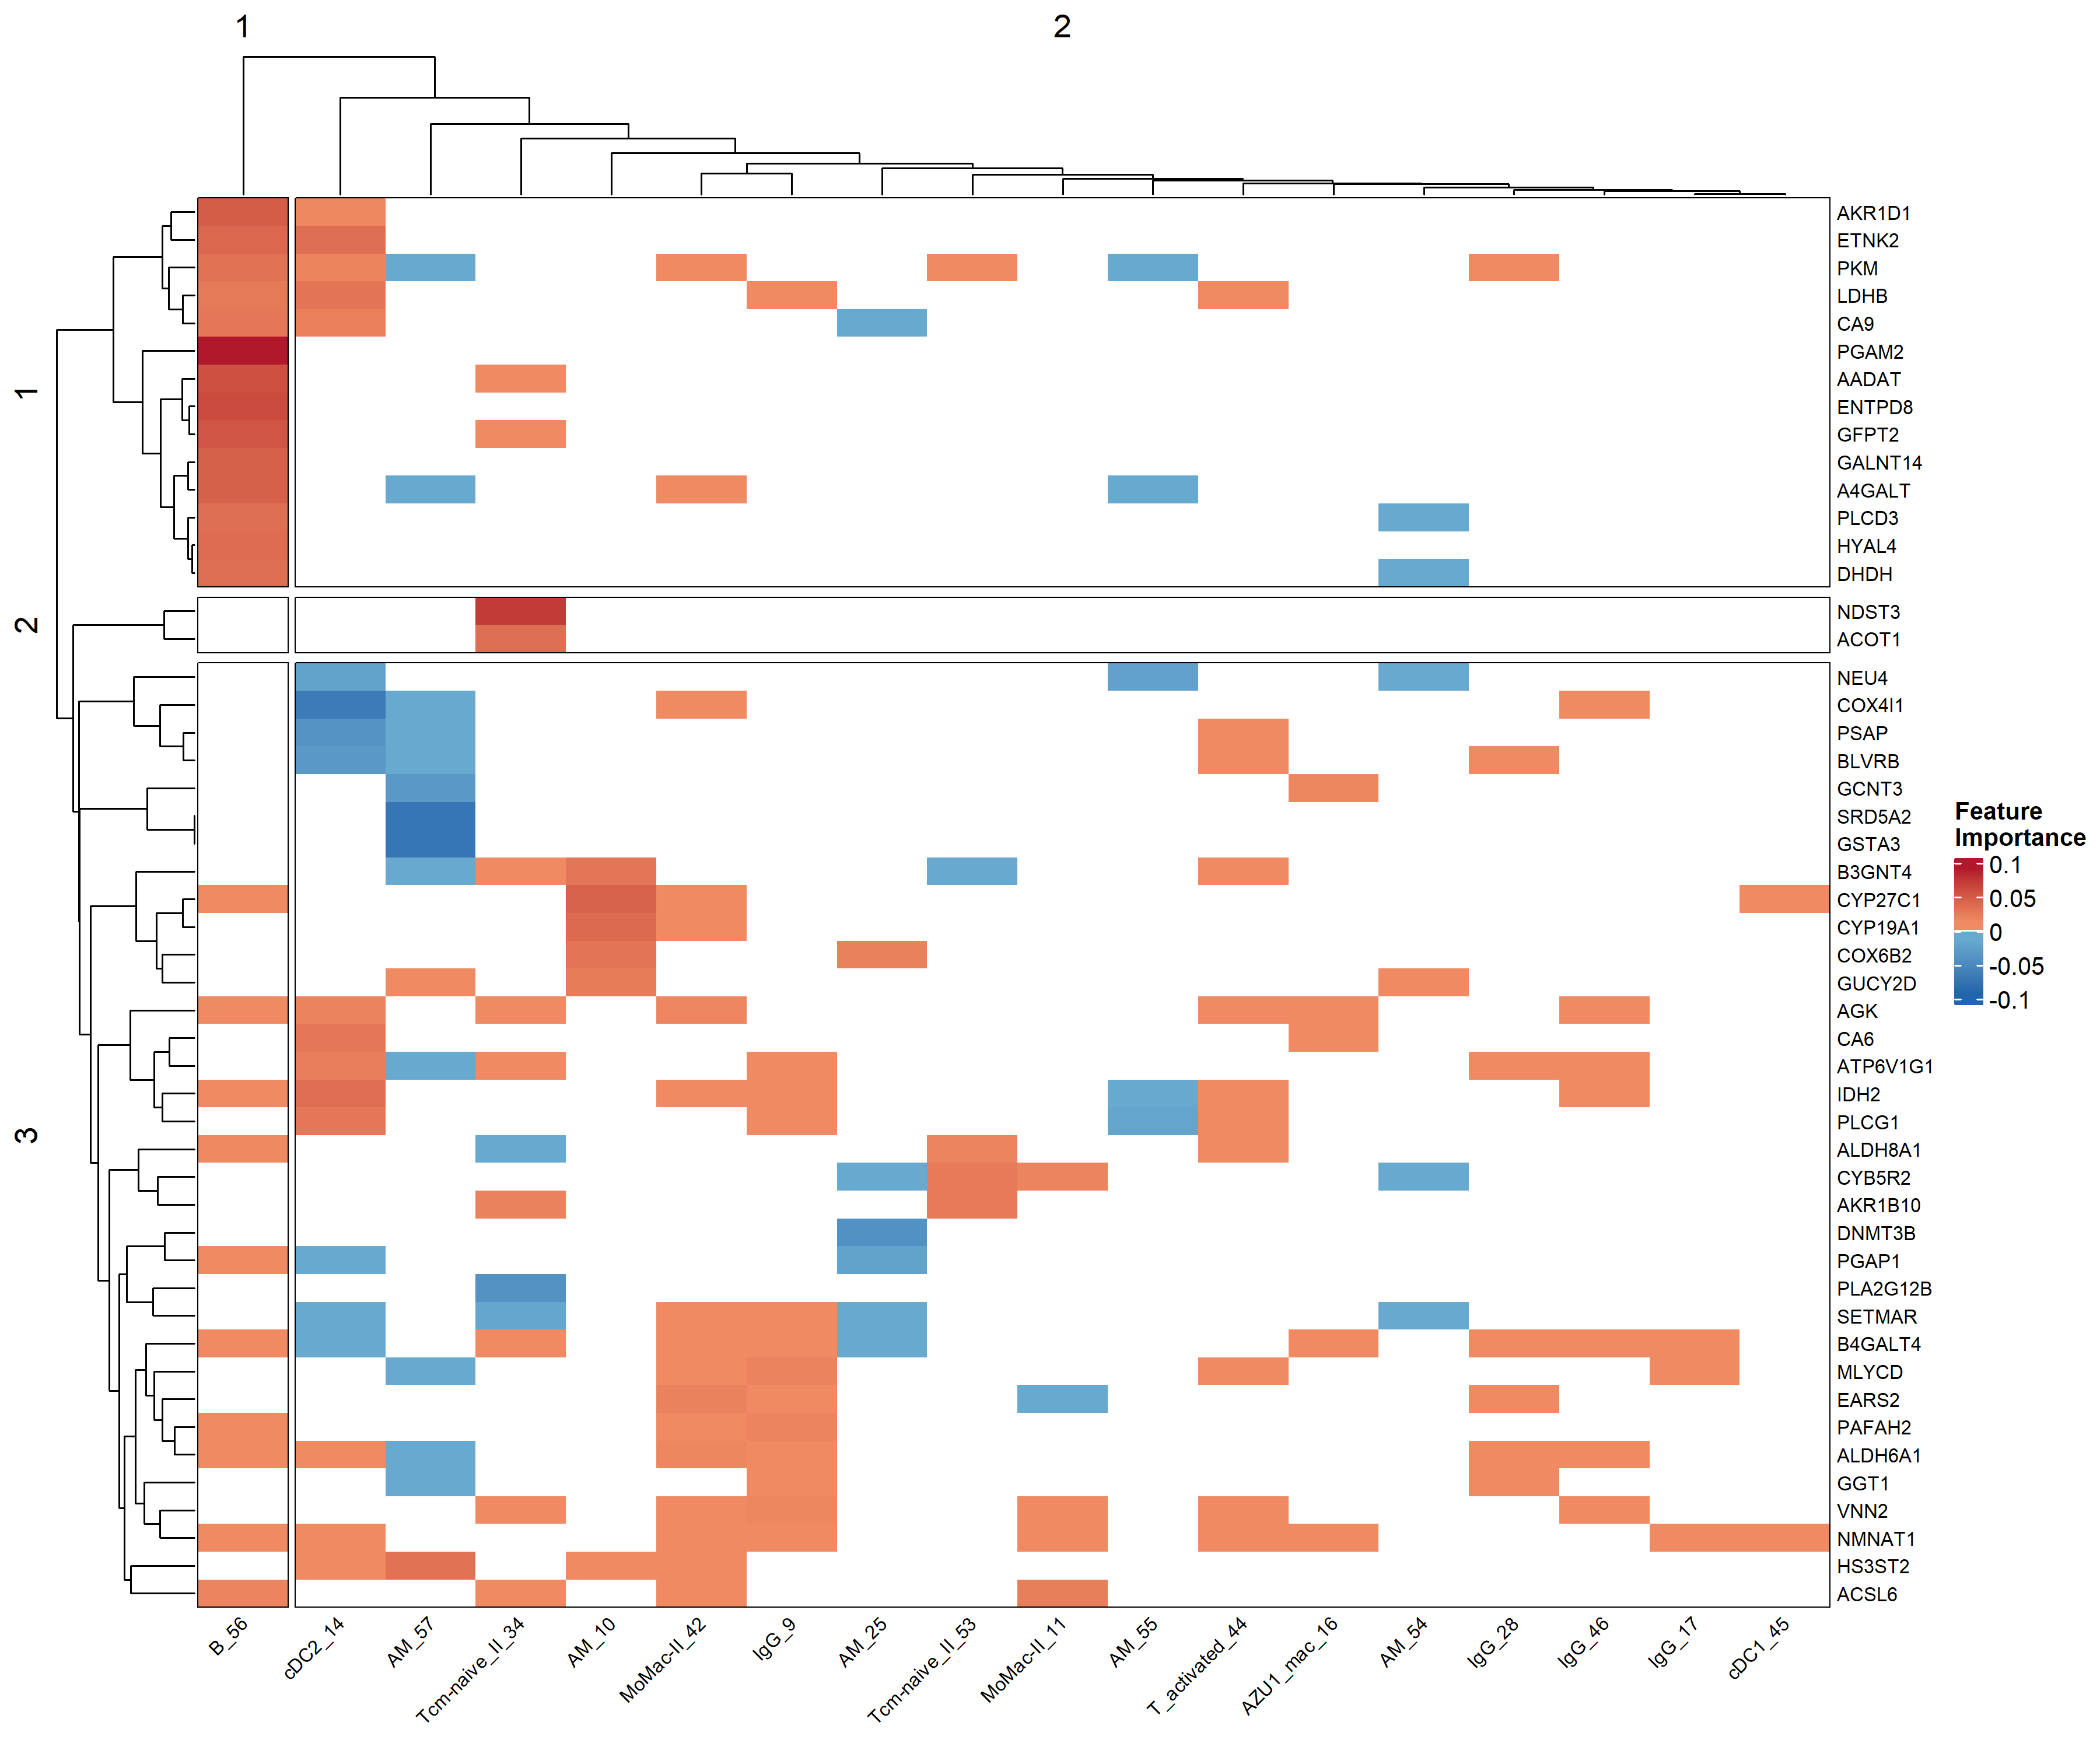 1
2
1
2
3
AKR1D1
ETNK2
PKM
LDHB
CA9
PGAM2
AADAT
ENTPD8
GFPT2
GALNT14
A4GALT
PLCD3
HYAL4
DHDH
NDST3
ACOT1
NEU4
COX4I1
PSAP
BLVRB
GCNT3
SRD5A2
GSTA3
B3GNT4
CYP27C1
CYP19A1
COX6B2
GUCY2D
AGK
CA6
ATP6V1G1
IDH2
PLCG1
ALDH8A1
CYB5R2
AKR1B10
DNMT3B
PGAP1
PLA2G12B
SETMAR
B4GALT4
MLYCD
EARS2
PAFAH2
ALDH6A1
GGT1
VNN2
NMNAT1
HS3ST2
ACSL6
Feature
Importance
0.1
0.05
0
-0.05
-0.1
B_56
cDC2_14
AM_57
Tcm-naive_II_34
AM_10
MoMac-II_42
IgG_9
AM_25
Tcm-naive_II_53
MoMac-II_11
AM_55
T_activated_44
AZU1_mac_16
AM_54
IgG_28
IgG_46
IgG_17
cDC1_45